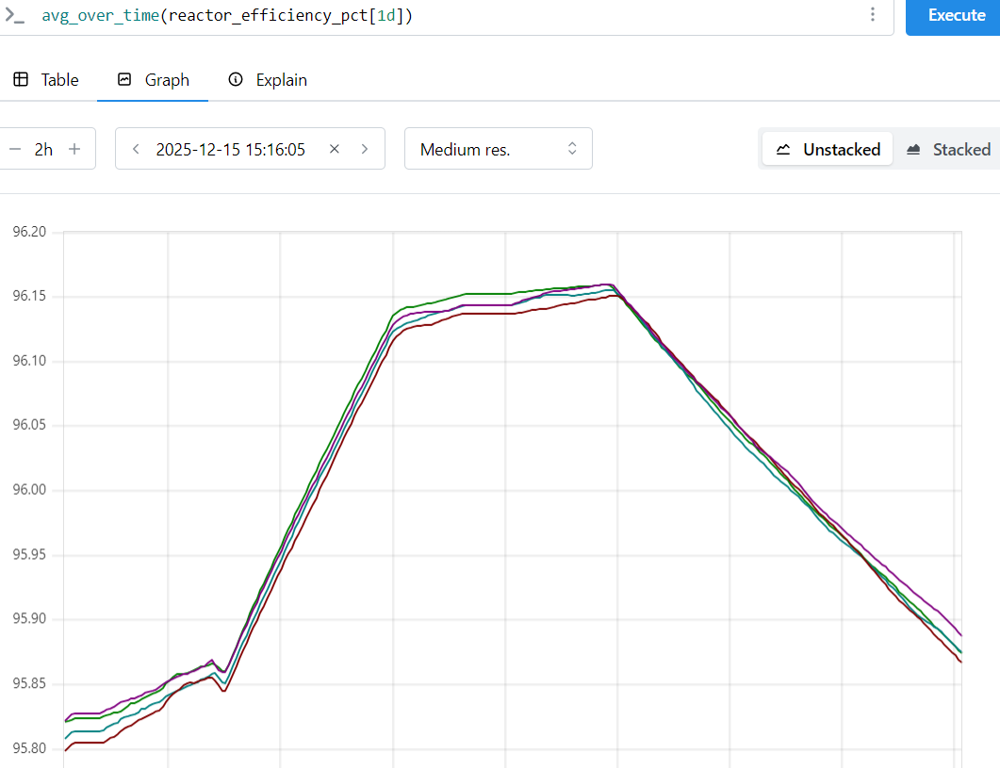 avg_over_time(reactor_efficiency_pct[1d])
Execute
Table Graph Explain
2h 2025-12-15 15:16:05 Medium res. Unstacked Stacked
96.20
96.15
96.10
96.05
96.00
95.95
95.90
95.85
95.80